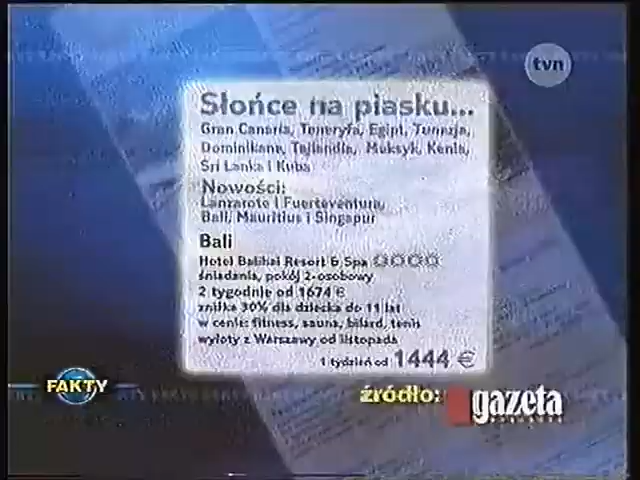 tvn
Słońce na piasku...
Gran Canaria, Teneryfa, Egipt, Tunezja,
Dominikana, Tajlandia, Meksyk, Kenia,
Sri Lanka i Kuba
Nowości:
Lanzarote i Fuerteventura,
Bali, Mauritius i Singapur
Bali
Hotel Balihai Resort & Spa
śniadania, pokój 2-osobowy
2 tygodnie od 1674 €
zniżka 30% dla dziecka do 11 lat
w cenie: fitness, sauna, bilard, tenis
wyloty z Warszawy od listopada
1 tydzień od 1444 €
FAKTY
źródło: gazeta